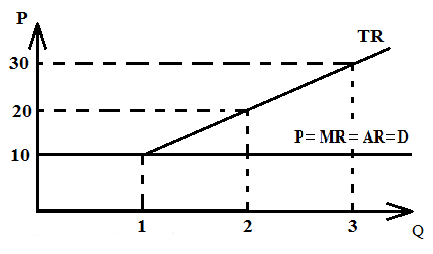 P
TR
30
20
P = MR = AR = D
10
1 2 3
Q